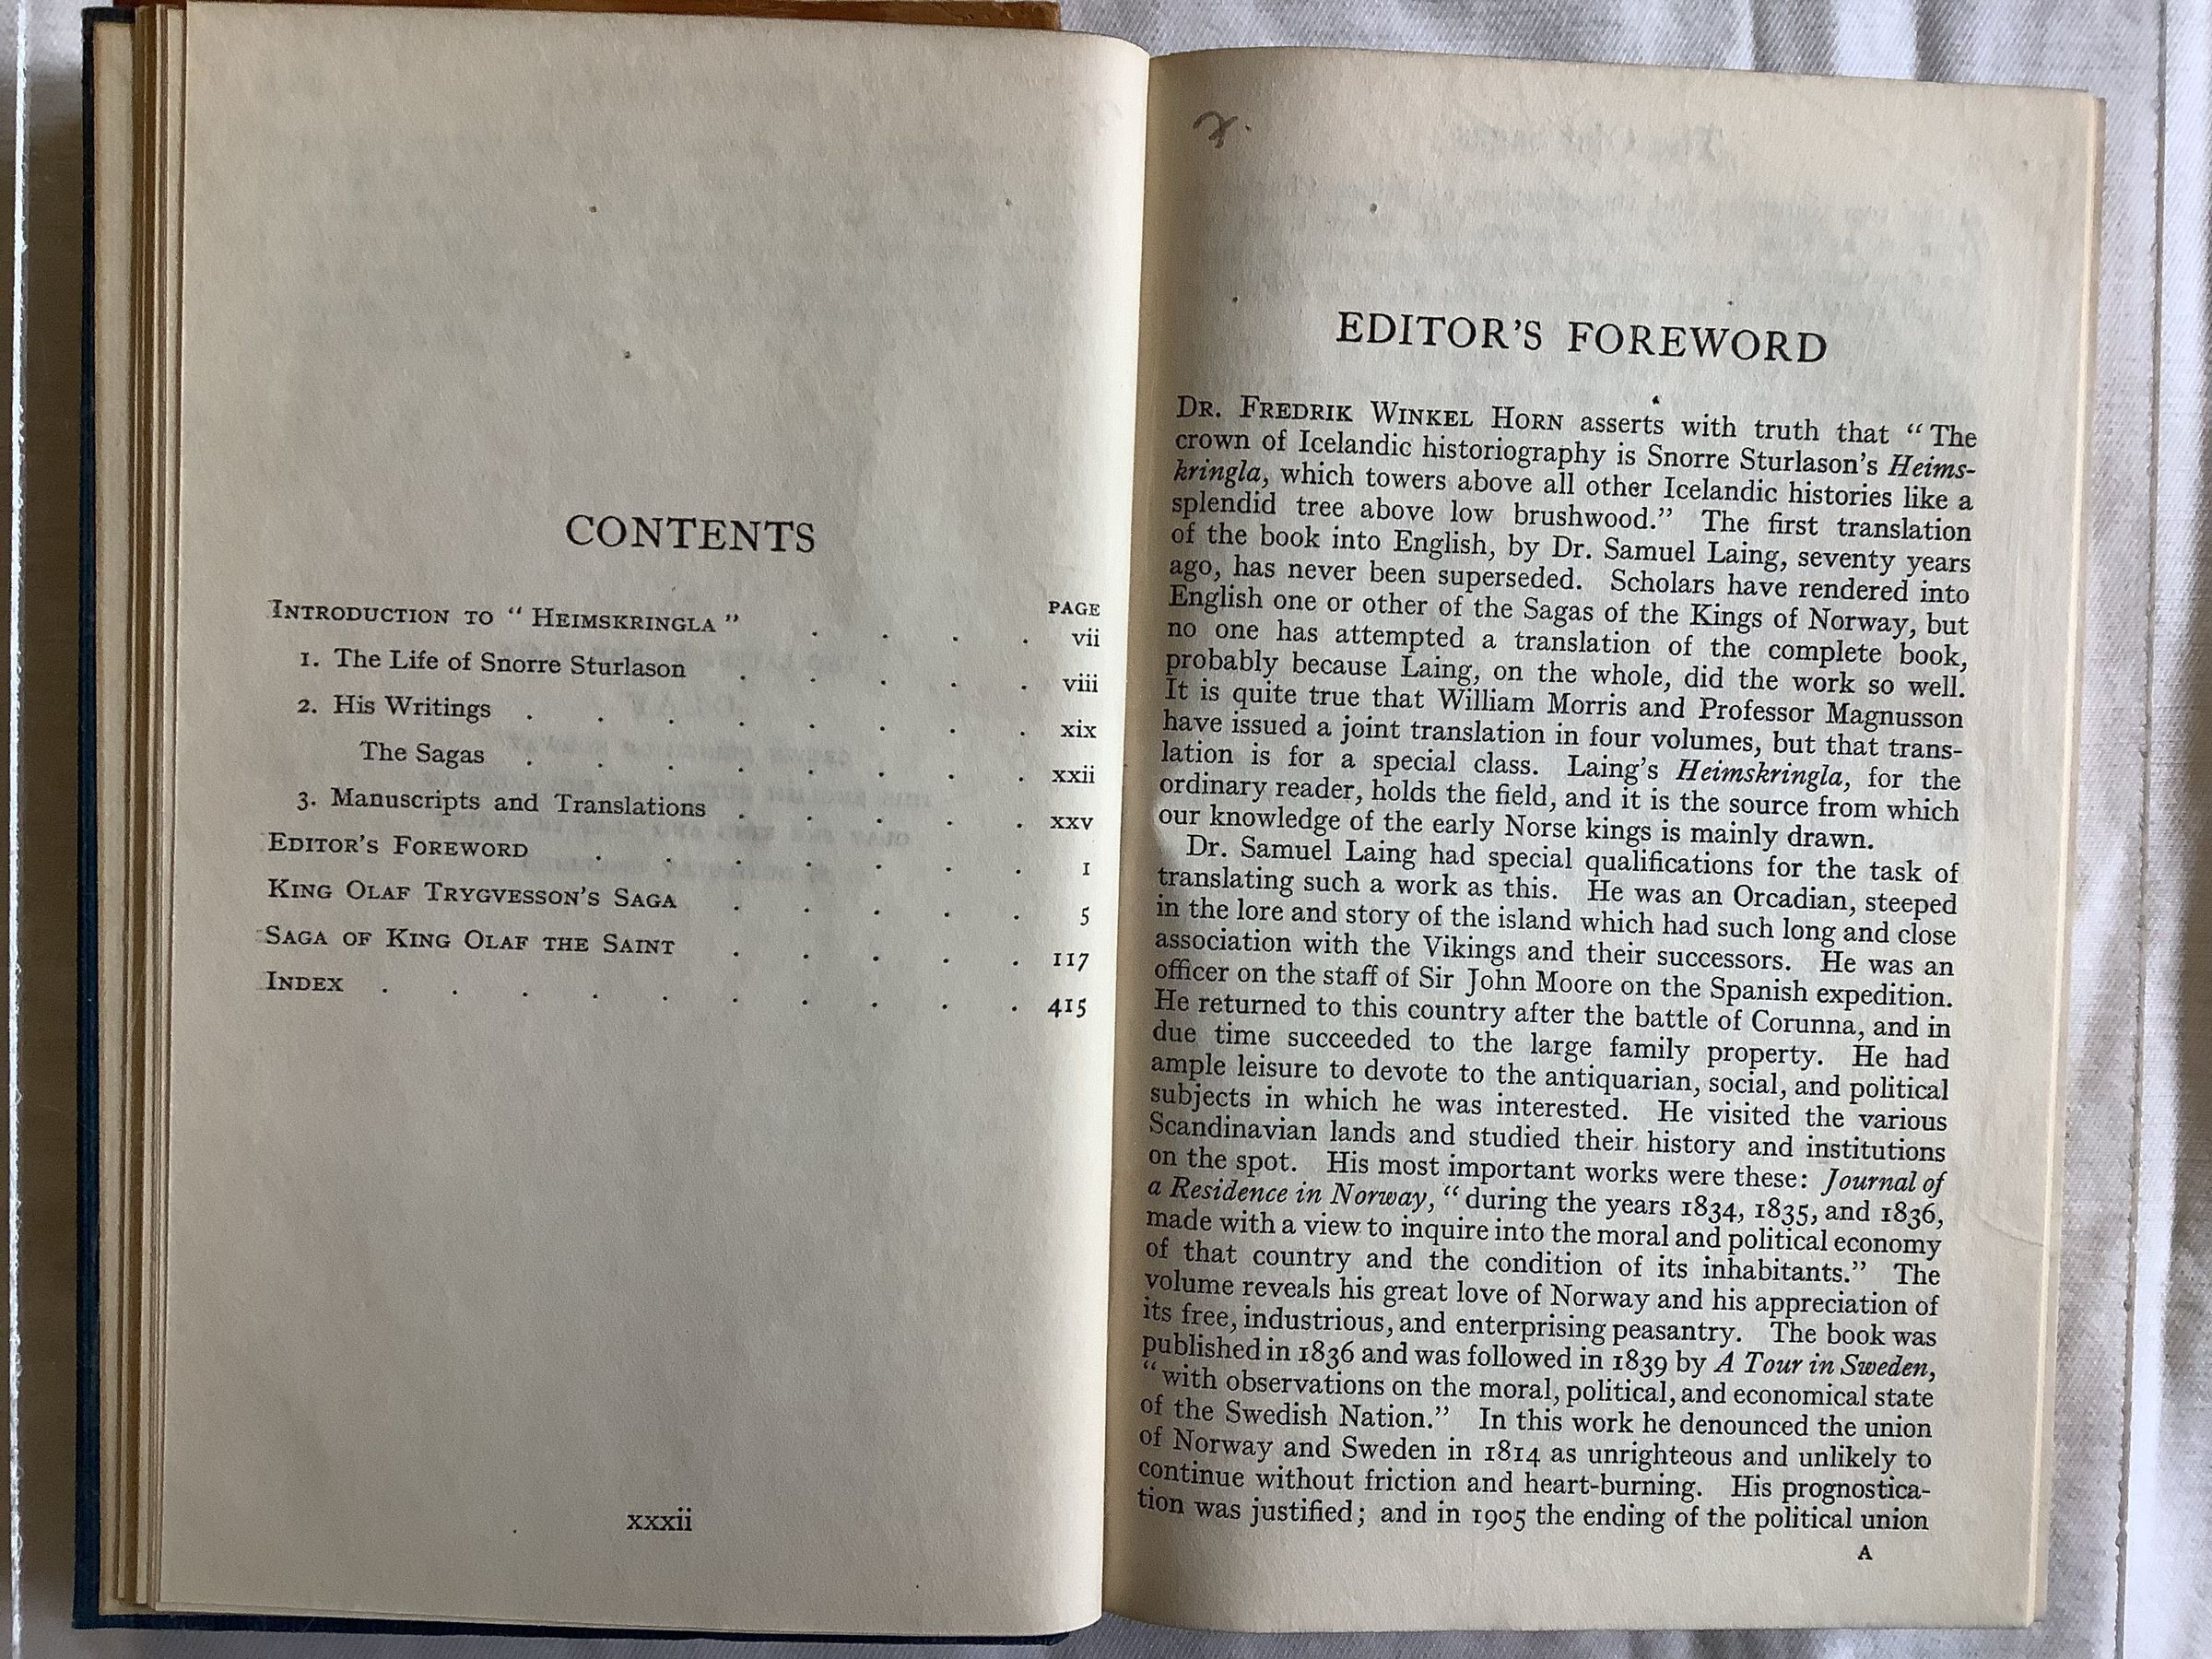 CONTENTS
PAGE
INTRODUCTION TO “ HEIMSKRINGLA ” . . . . vii
1. The Life of Snorre Sturlason . . . . . viii
2. His Writings . . . . . . . . xix
The Sagas . . . . . . . . xxii
3. Manuscripts and Translations . . . . . xxv
EDITOR’S FOREWORD . . . . . . . 1
KING OLAF TRYGVESSON’S SAGA . . . . . 5
SAGA OF KING OLAF THE SAINT . . . . . 117
INDEX . . . . . . . . . . 415
xxxii
EDITOR’S FOREWORD
DR. FREDRIK WINKEL HORN asserts with truth that “ The
crown of Icelandic historiography is Snorre Sturlason’s Heims-
kringla, which towers above all other Icelandic histories like a
splendid tree above low brushwood.” The first translation
of the book into English, by Dr. Samuel Laing, seventy years
ago, has never been superseded. Scholars have rendered into
English one or other of the Sagas of the Kings of Norway, but
no one has attempted a translation of the complete book,
probably because Laing, on the whole, did the work so well.
It is quite true that William Morris and Professor Magnusson
have issued a joint translation in four volumes, but that trans-
lation is for a special class. Laing’s Heimskringla, for the
ordinary reader, holds the field, and it is the source from which
our knowledge of the early Norse kings is mainly drawn.
Dr. Samuel Laing had special qualifications for the task of
translating such a work as this. He was an Orcadian, steeped
in the lore and story of the island which had such long and close
association with the Vikings and their successors. He was an
officer on the staff of Sir John Moore on the Spanish expedition.
He returned to this country after the battle of Corunna, and in
due time succeeded to the large family property. He had
ample leisure to devote to the antiquarian, social, and political
subjects in which he was interested. He visited the various
Scandinavian lands and studied their history and institutions
on the spot. His most important works were these: Journal of
a Residence in Norway, “ during the years 1834, 1835, and 1836,
made with a view to inquire into the moral and political economy
of that country and the condition of its inhabitants.” The
volume reveals his great love of Norway and his appreciation of
its free, industrious, and enterprising peasantry. The book was
published in 1836 and was followed in 1839 by A Tour in Sweden,
“ with observations on the moral, political, and economical state
of the Swedish Nation.” In this work he denounced the union
of Norway and Sweden in 1814 as unrighteous and unlikely to
continue without friction and heart-burning. His prognostica-
tion was justified; and in 1905 the ending of the political union
A